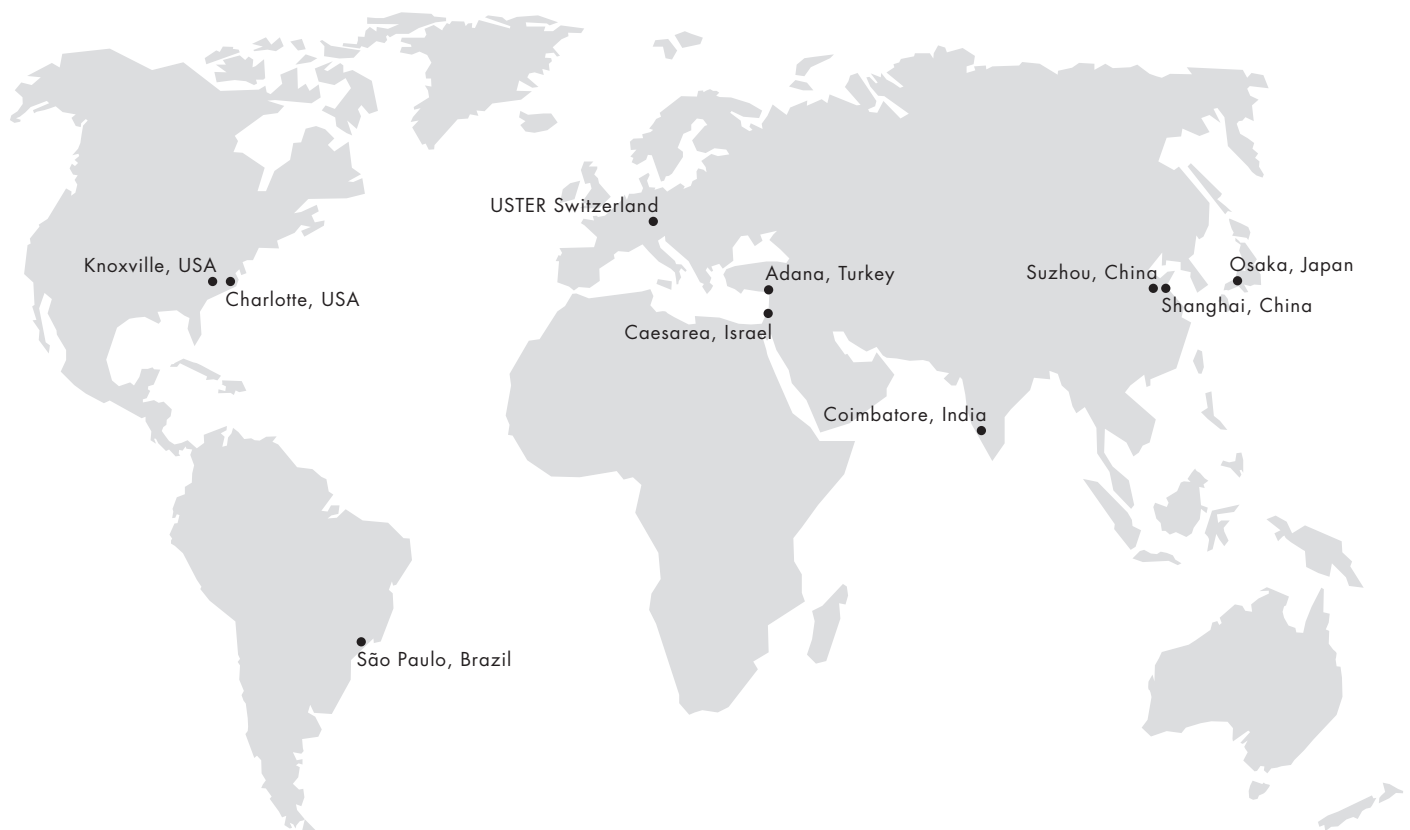 USTER Switzerland
Knoxville, USA
Charlotte, USA
Adana, Turkey
Caesarea, Israel
Suzhou, China
Osaka, Japan
Shanghai, China
Coimbatore, India
São Paulo, Brazil